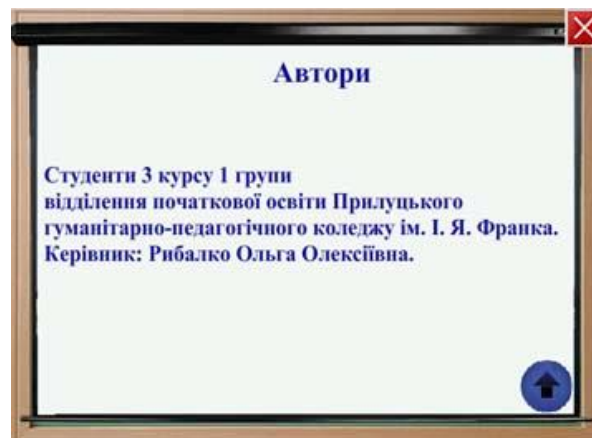 Автори
Студенти 3 курсу 1 групи
відділення початкової освіти Прилуцького
гуманітарно-педагогічного коледжу ім. І. Я. Франка.
Керівник: Рибалко Ольга Олексіївна.